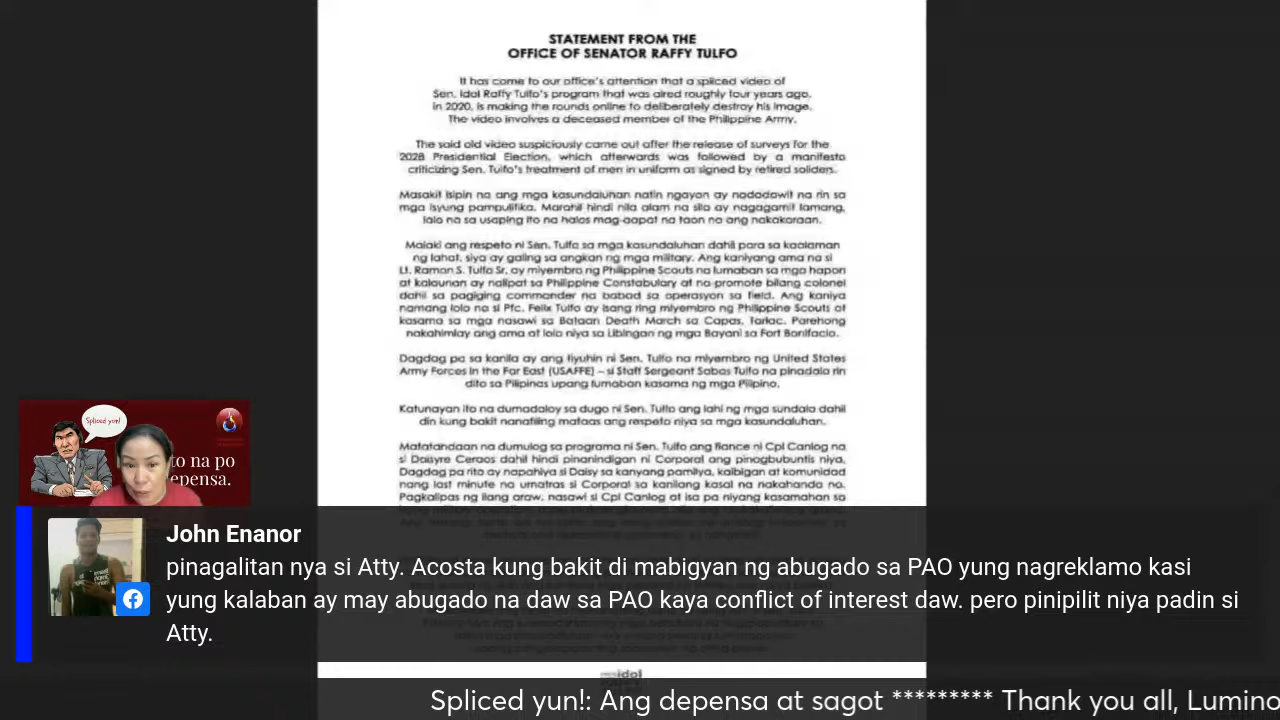 STATEMENT FROM THE
OFFICE OF SENATOR RAFFY TULFO
It has come to our office's attention that a spliced video of
Sen. Idol Raffy Tulfo's program that was aired roughly four years ago,
in 2020, is making the rounds online to deliberately destroy his image.
The video involves a deceased member of the Philippine Army.
The said old video suspiciously came out after the release of surveys for the
2028 Presidential Election, which afterwards was followed by a manifesto
criticizing Sen. Tulfo's treatment of men in uniform as signed by retired soliders.
Masakit isipin na ang mga kasundaluhan natin ngayon ay nadadawit na rin sa
mga isyung pampulitika. Marahil hindi nila alam na sila ay nagagamit lamang,
lalo na sa usaping ito na halos mag-aapat na taon na ang nakakaraan.
Malaki ang respeto ni Sen. Tulfo sa mga kasundaluhan dahil para sa kaalaman
ng lahat, siya ay galing sa angkan ng mga military. Ang kaniyang ama na si
Lt. Ramon S. Tulfo Sr. ay miyembro ng Philippine Scouts na lumaban sa mga hapon
at kalaunan ay nalipat sa Philippine Constabulary at na-promote bilang colonel
dahil sa pagiging commander na babad sa operasyon sa field. Ang kaniya
namang lolo na si Pfc. Felix Tulfo ay isang ring miyembro ng Philippine Scouts at
kasama sa mga nasawi sa Bataan Death March sa Capas, Tarlac. Parehong
nakahimlay ang ama at lolo niya sa Libingan ng mga Bayani sa Fort Bonifacio.
Dagdag pa sa kanila ay ang tiyuhin ni Sen. Tulfo na miyembro ng United States
Army Forces in the Far East (USAFFE) – si Staff Sergeant Sabas Tulfo na pinadala rin
dito sa Pilipinas upang lumaban kasama ng mga Pilipino.
Katunayan ito na dumadaloy sa dugo ni Sen. Tulfo ang lahi ng mga sundalo dahil
din kung bakit nanatiling mataas ang respeto niya sa mga kasundaluhan.
Matatandaan na dumulog sa programa ni Sen. Tulfo ang fiance ni Cpl Canlog na
si Daisyre Ceraos dahil hindi pinanindigan ni Corporal ang pinogbubuntis niya.
Dagdag pa rito ay napahiya si Daisy sa kanyang pamilya, kaibigan at komunidad
nang last minute na umatras si Corporal sa kanilang kasal na nakahanda na.
Pagkalipas ng ilang araw, nasawi si Cpl Canlog at isa pa niyang kasamahan sa
Spliced yun!
to na po
epensa.
John Enanor
pinagalitan nya si Atty. Acosta kung bakit di mabigyan ng abugado sa PAO yung nagreklamo kasi
yung kalaban ay may abugado na daw sa PAO kaya conflict of interest daw. pero pinipilit niya padin si
Atty.
idol
Spliced yun!: Ang depensa at sagot ********* Thank you all, Lumino